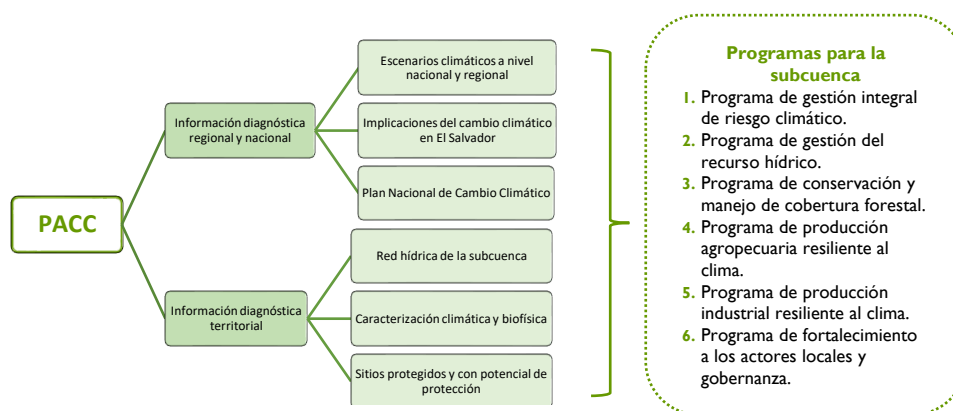 PACC
Información diagnóstica
regional y nacional
Escenarios climáticos a nivel
nacional y regional
Implicaciones del cambio climático
en El Salvador
Plan Nacional de Cambio Climático
Información diagnóstica
territorial
Red hídrica de la subcuenca
Caracterización climática y biofísica
Sitios protegidos y con potencial de
protección
Programas para la
subcuenca
1. Programa de gestión integral
de riesgo climático.
2. Programa de gestión del
recurso hídrico.
3. Programa de conservación y
manejo de cobertura forestal.
4. Programa de producción
agropecuaria resiliente al
clima.
5. Programa de producción
industrial resiliente al clima.
6. Programa de fortalecimiento
a los actores locales y
gobernanza.